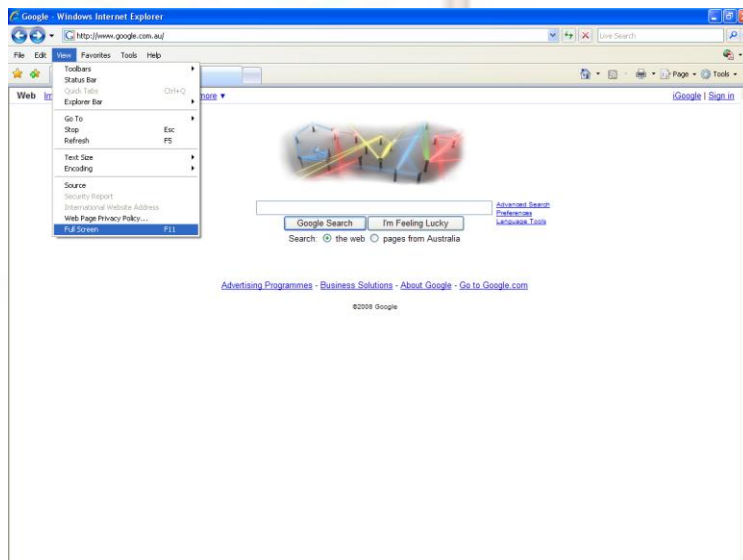 Google - Windows Internet Explorer
http://www.google.com.au/
Live Search
File Edit View Favorites Tools Help
Page Tools
Toolbars
Status Bar
Quick Tabs Ctrl+Q
Explorer Bar
Go To
Stop Esc
Refresh F5
Text Size
Encoding
Source
Security Report
International Website Address
Web Page Privacy Policy...
Full Screen F11
Web more ▼
iGoogle | Sign in
Advanced Search
Preferences
Language Tools
Google Search I'm Feeling Lucky
Search: the web pages from Australia
Advertising Programmes - Business Solutions - About Google - Go to Google.com
©2008 Google